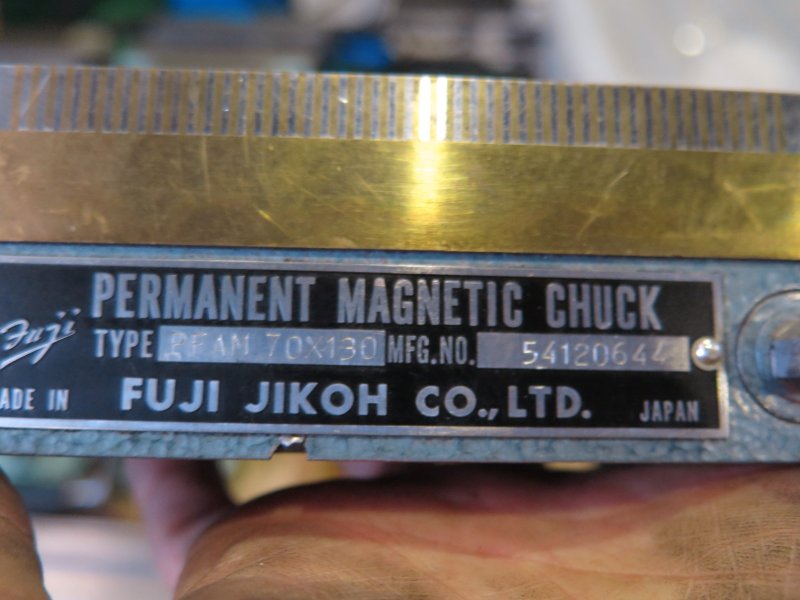 PERMANENT MAGNETIC CHUCK
Fuji
TYPE 70X130 MFG.NO. 54120644
ADE IN FUJI JIKOH CO., LTD. JAPAN